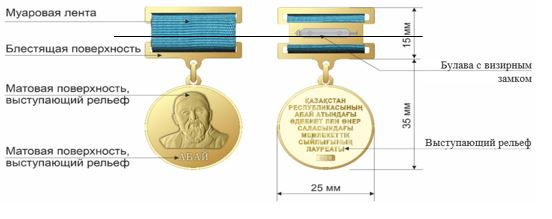 Муаровая лента
Блестящая поверхность
Матовая поверхность,
выступающий рельеф
Матовая поверхность,
выступающий рельеф
АБАЙ
ҚАЗАҚСТАН
РЕСПУБЛИКАСЫНЫҢ
АБАЙ АТЫНДАҒЫ
ӘДЕБИЕТ ПЕН ӨНЕР
САЛАСЫНДАҒЫ
МЕМЛЕКЕТТІК
СЫЙЛЫҒЫНЫҢ
ЛАУРЕАТЫ
15 мм
Булава с визирным
замком
35 мм
Выступающий рельеф
25 мм